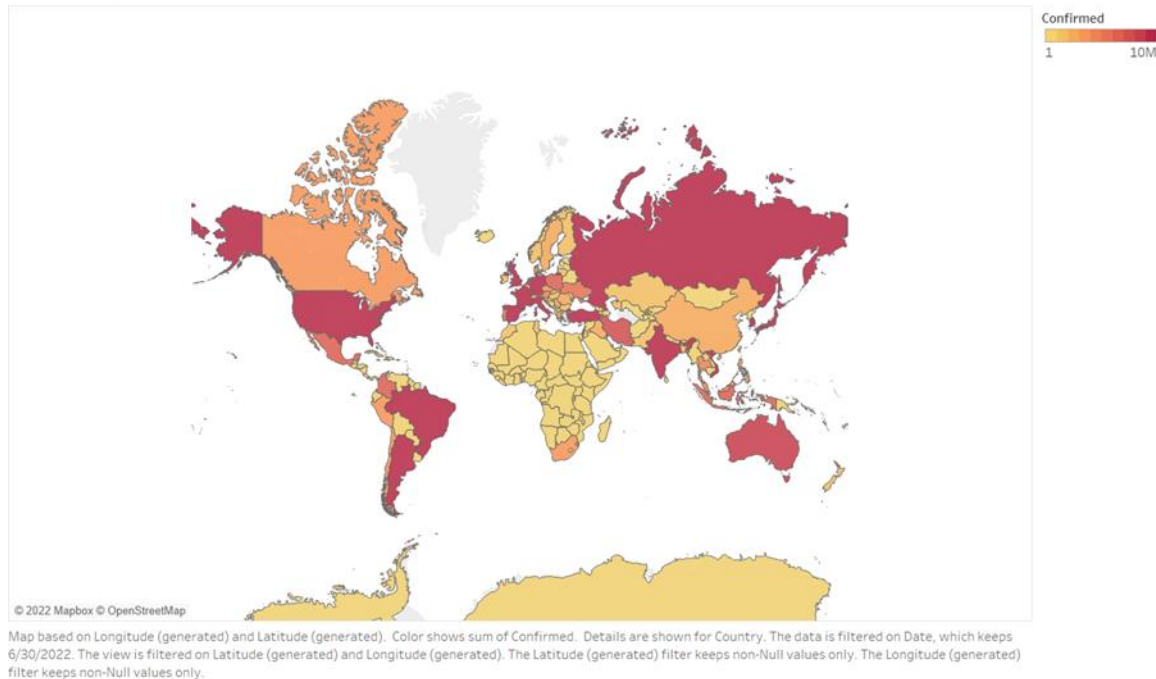 Confirmed
1 10M
© 2022 Mapbox © OpenStreetMap
Map based on Longitude (generated) and Latitude (generated). Color shows sum of Confirmed. Details are shown for Country. The data is filtered on Date, which keeps
6/30/2022. The view is filtered on Latitude (generated) and Longitude (generated). The Latitude (generated) filter keeps non-Null values only. The Longitude (generated)
filter keeps non-Null values only.